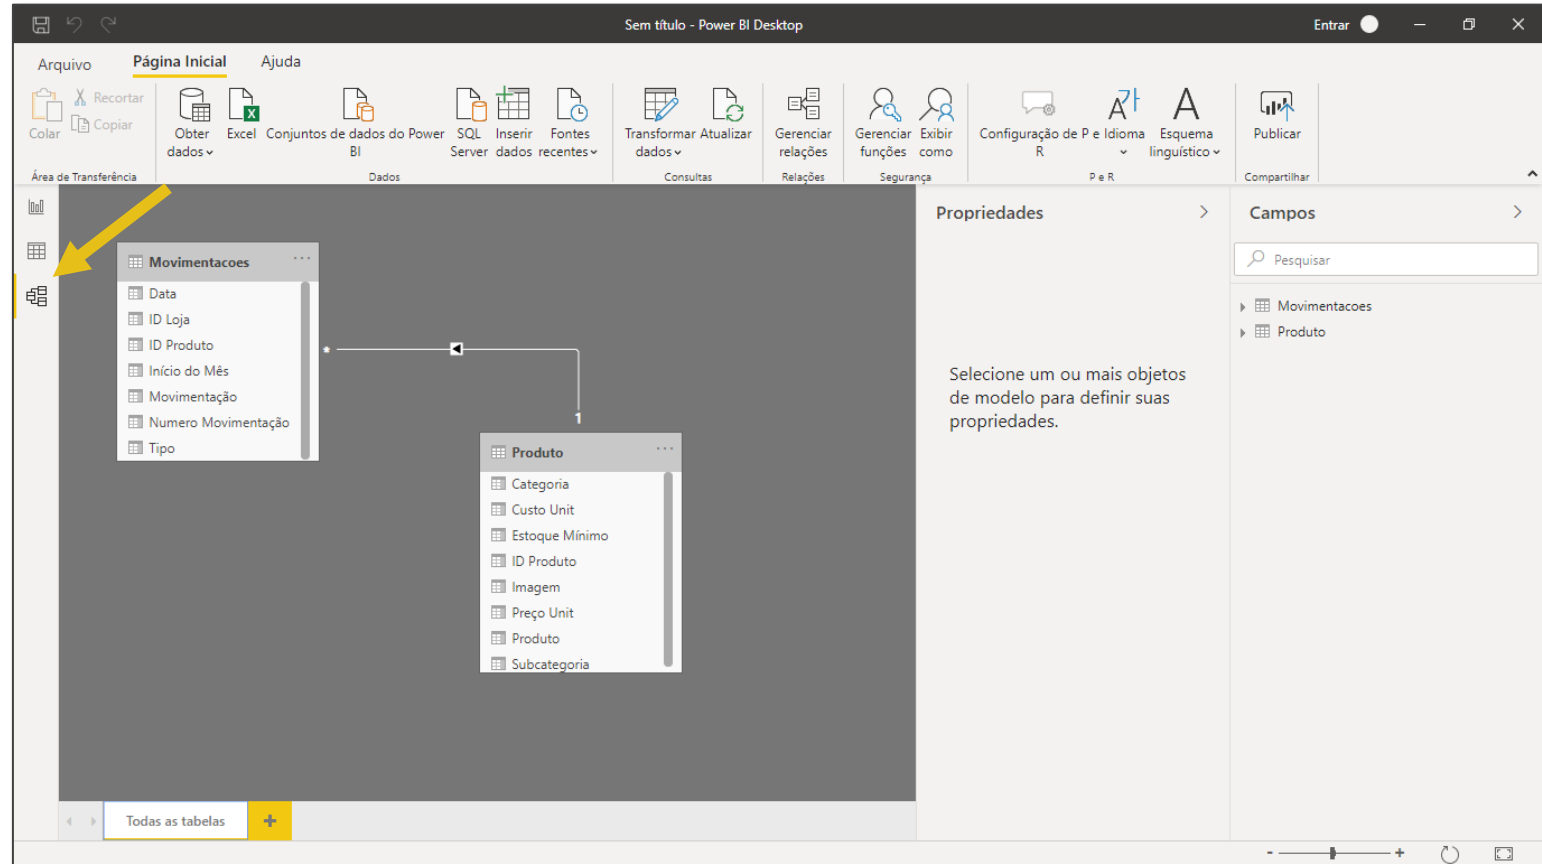 Sem título - Power BI Desktop
Entrar
Arquivo
Página Inicial
Ajuda
Colar
Recortar
Copiar
Área de Transferência
Obter
dados
Excel
Conjuntos de dados do Power
BI
SQL
Server
Inserir
dados
Fontes
recentes
Dados
Transformar
dados
Atualizar
Consultas
Gerenciar
relações
Relações
Gerenciar
funções
Exibir
como
Segurança
Configuração de P e
R
Idioma
Esquema
linguístico
P e R
Publicar
Compartilhar
Movimentacoes
Data
ID Loja
ID Produto
Início do Mês
Movimentação
Numero Movimentação
Tipo
*
1
Produto
Categoria
Custo Unit
Estoque Mínimo
ID Produto
Imagem
Preço Unit
Produto
Subcategoria
Propriedades
Selecione um ou mais objetos
de modelo para definir suas
propriedades.
Campos
Pesquisar
Movimentacoes
Produto
Todas as tabelas
+
- +